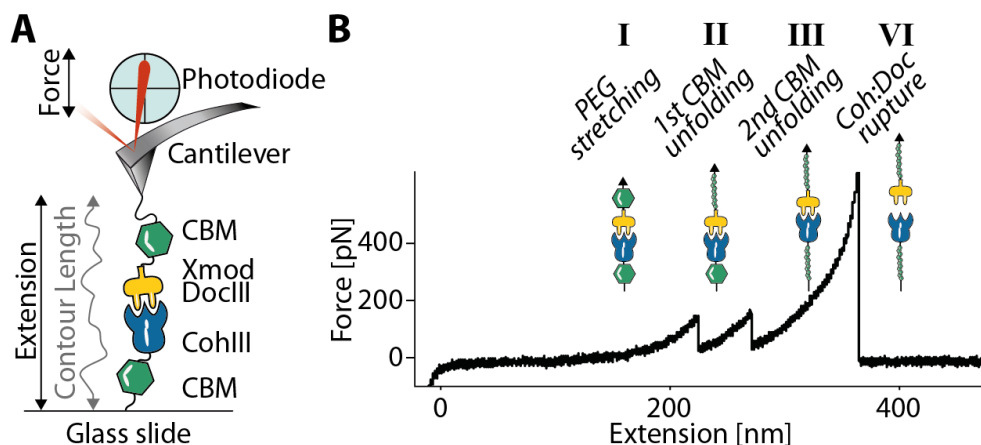 A
Force
Photodiode
Cantilever
Extension
Contour Length
CBM
Xmod
DocIII
CohIII
CBM
Glass slide
B
I
II
III
VI
PEG
stretching
1st CBM
unfolding
2nd CBM
unfolding
Coh:Doc
rupture
Force [pN]
400
200
0
0
200
400
Extension [nm]